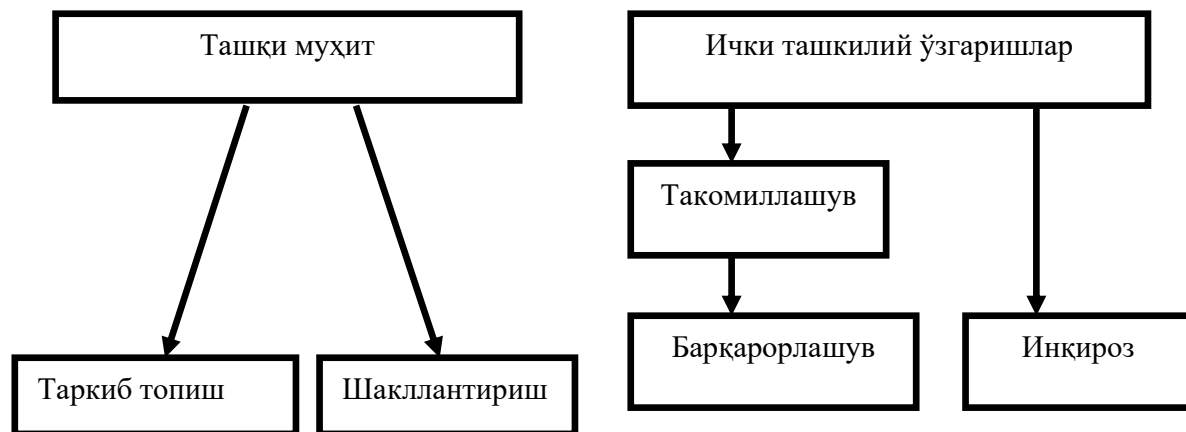 Ташқи муҳит
Ички ташкилий ўзгаришлар
Такомиллашув
Барқарорлашув
Инқироз
Таркиб топиш
Шакллантириш